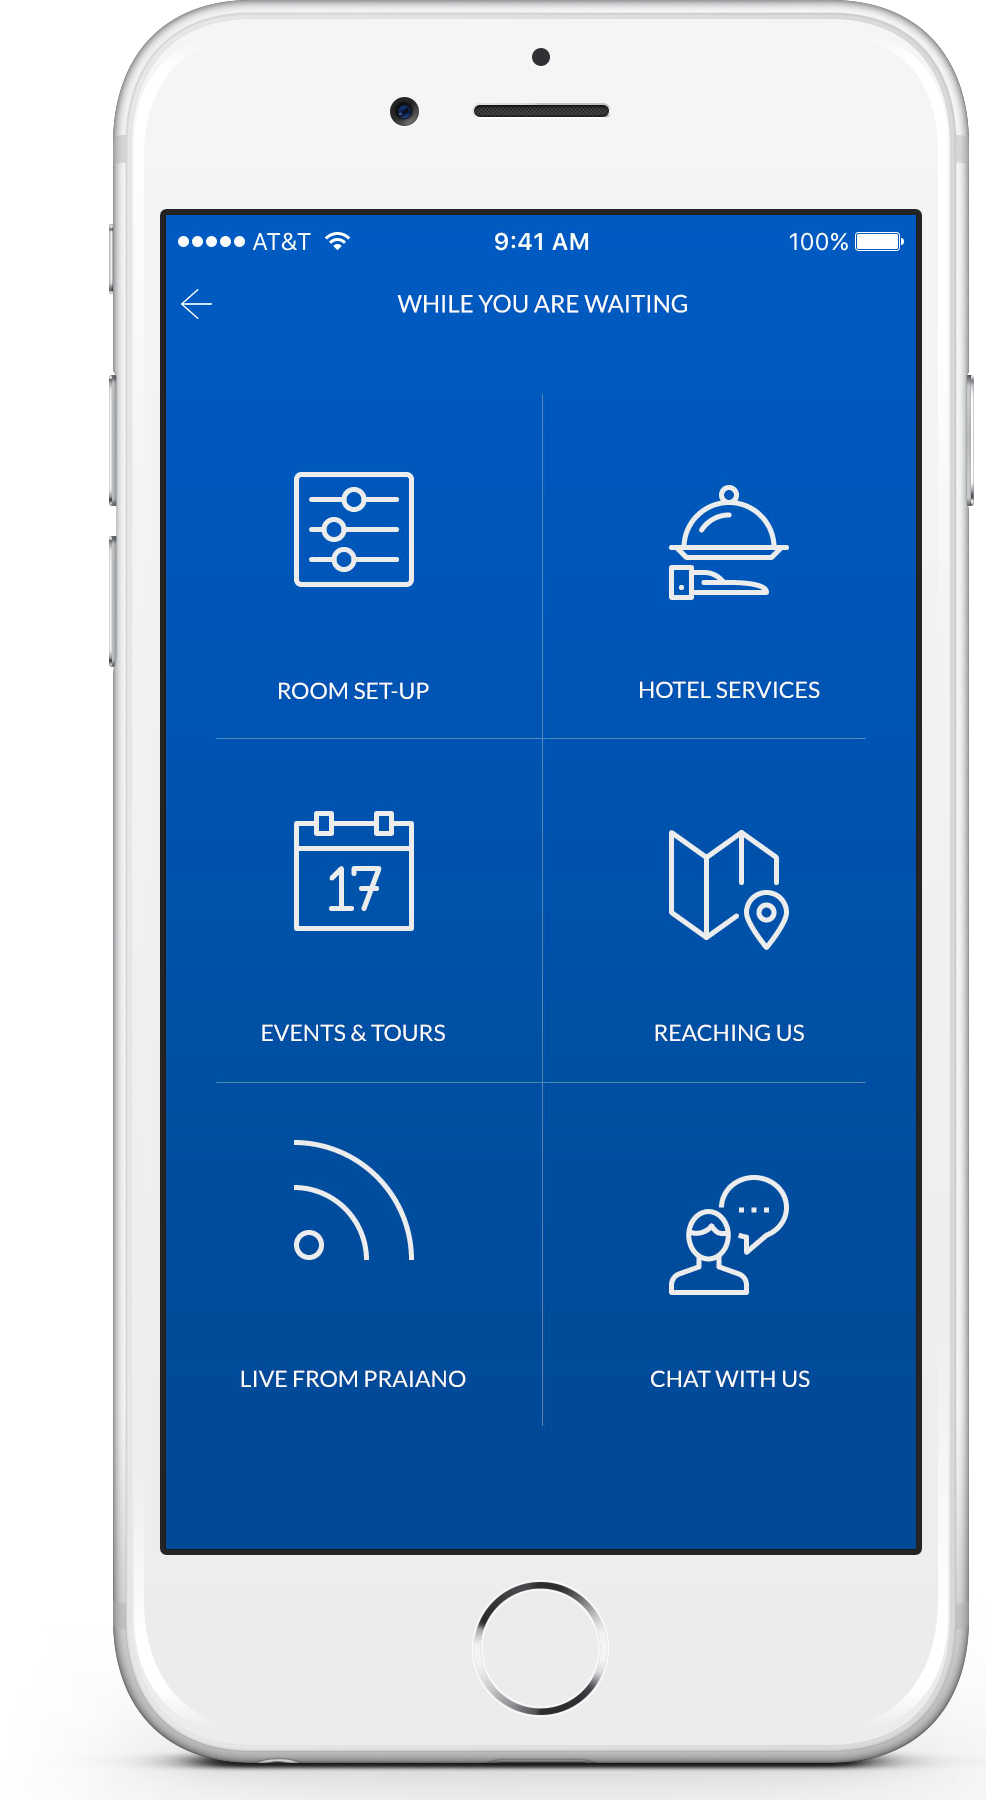 AT&T 9:41 AM 100%
WHILE YOU ARE WAITING
ROOM SET-UP
HOTEL SERVICES
17
EVENTS & TOURS
REACHING US
LIVE FROM PRAIANO
CHAT WITH US